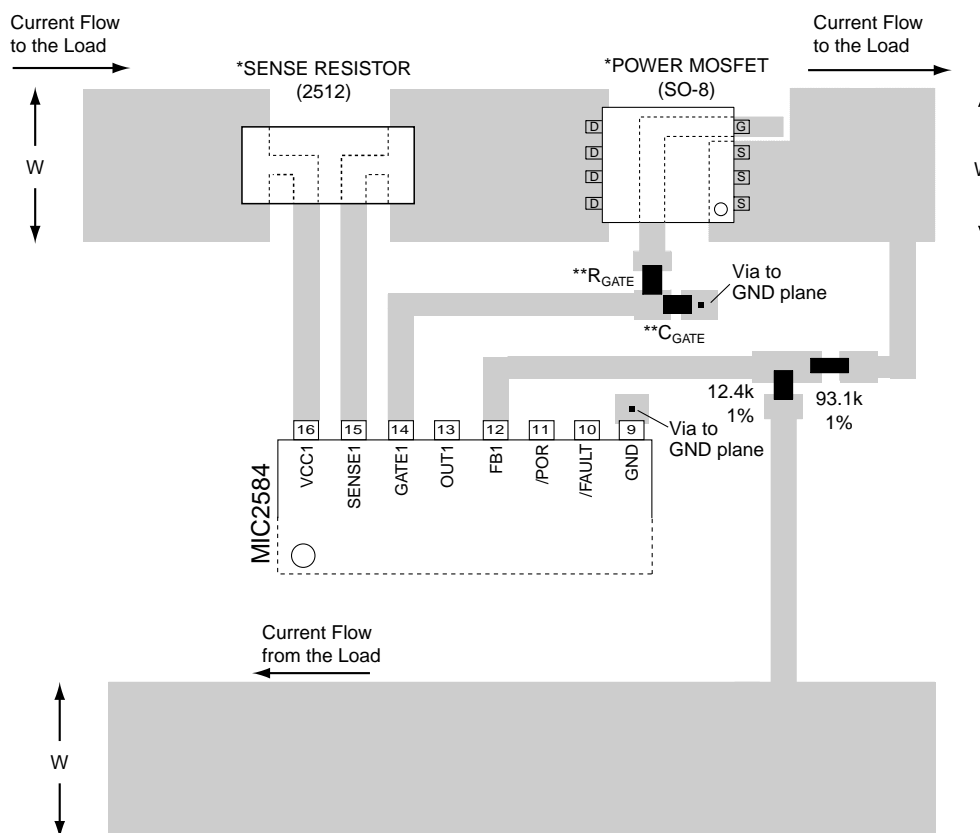 Current Flow
to the Load
Current Flow
to the Load
*SENSE RESISTOR
(2512)
*POWER MOSFET
(SO-8)
W
W
D
D
D
D
G
S
S
S
**RGATE
**CGATE
Via to
GND plane
12.4k
1%
93.1k
1%
Via to
GND plane
16
15
14
13
12
11
10
9
VCC1
SENSE1
GATE1
OUT1
FB1
/POR
/FAULT
GND
MIC2584
Current Flow
from the Load
W